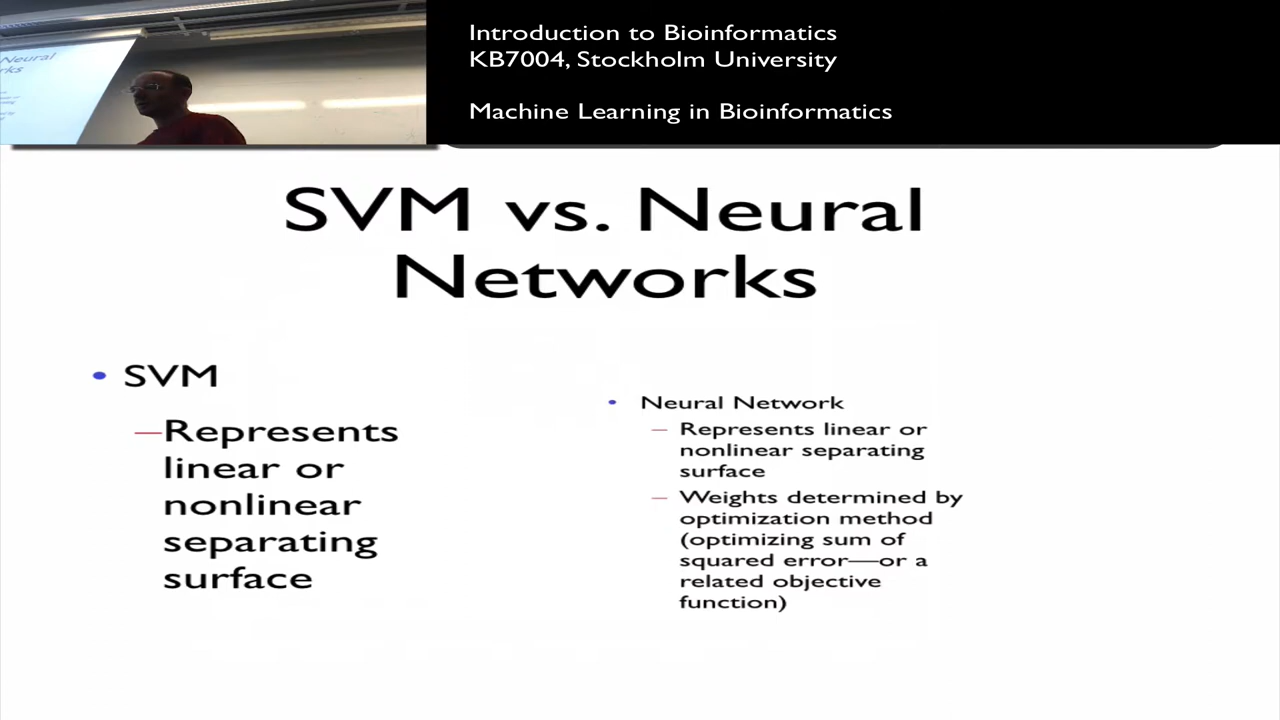 Neural
rks
Introduction to Bioinformatics
KB7004, Stockholm University
Machine Learning in Bioinformatics
SVM vs. Neural
Networks
• SVM
—Represents
linear or
nonlinear
separating
surface
• Neural Network
— Represents linear or
nonlinear separating
surface
— Weights determined by
optimization method
(optimizing sum of
squared error—or a
related objective
function)